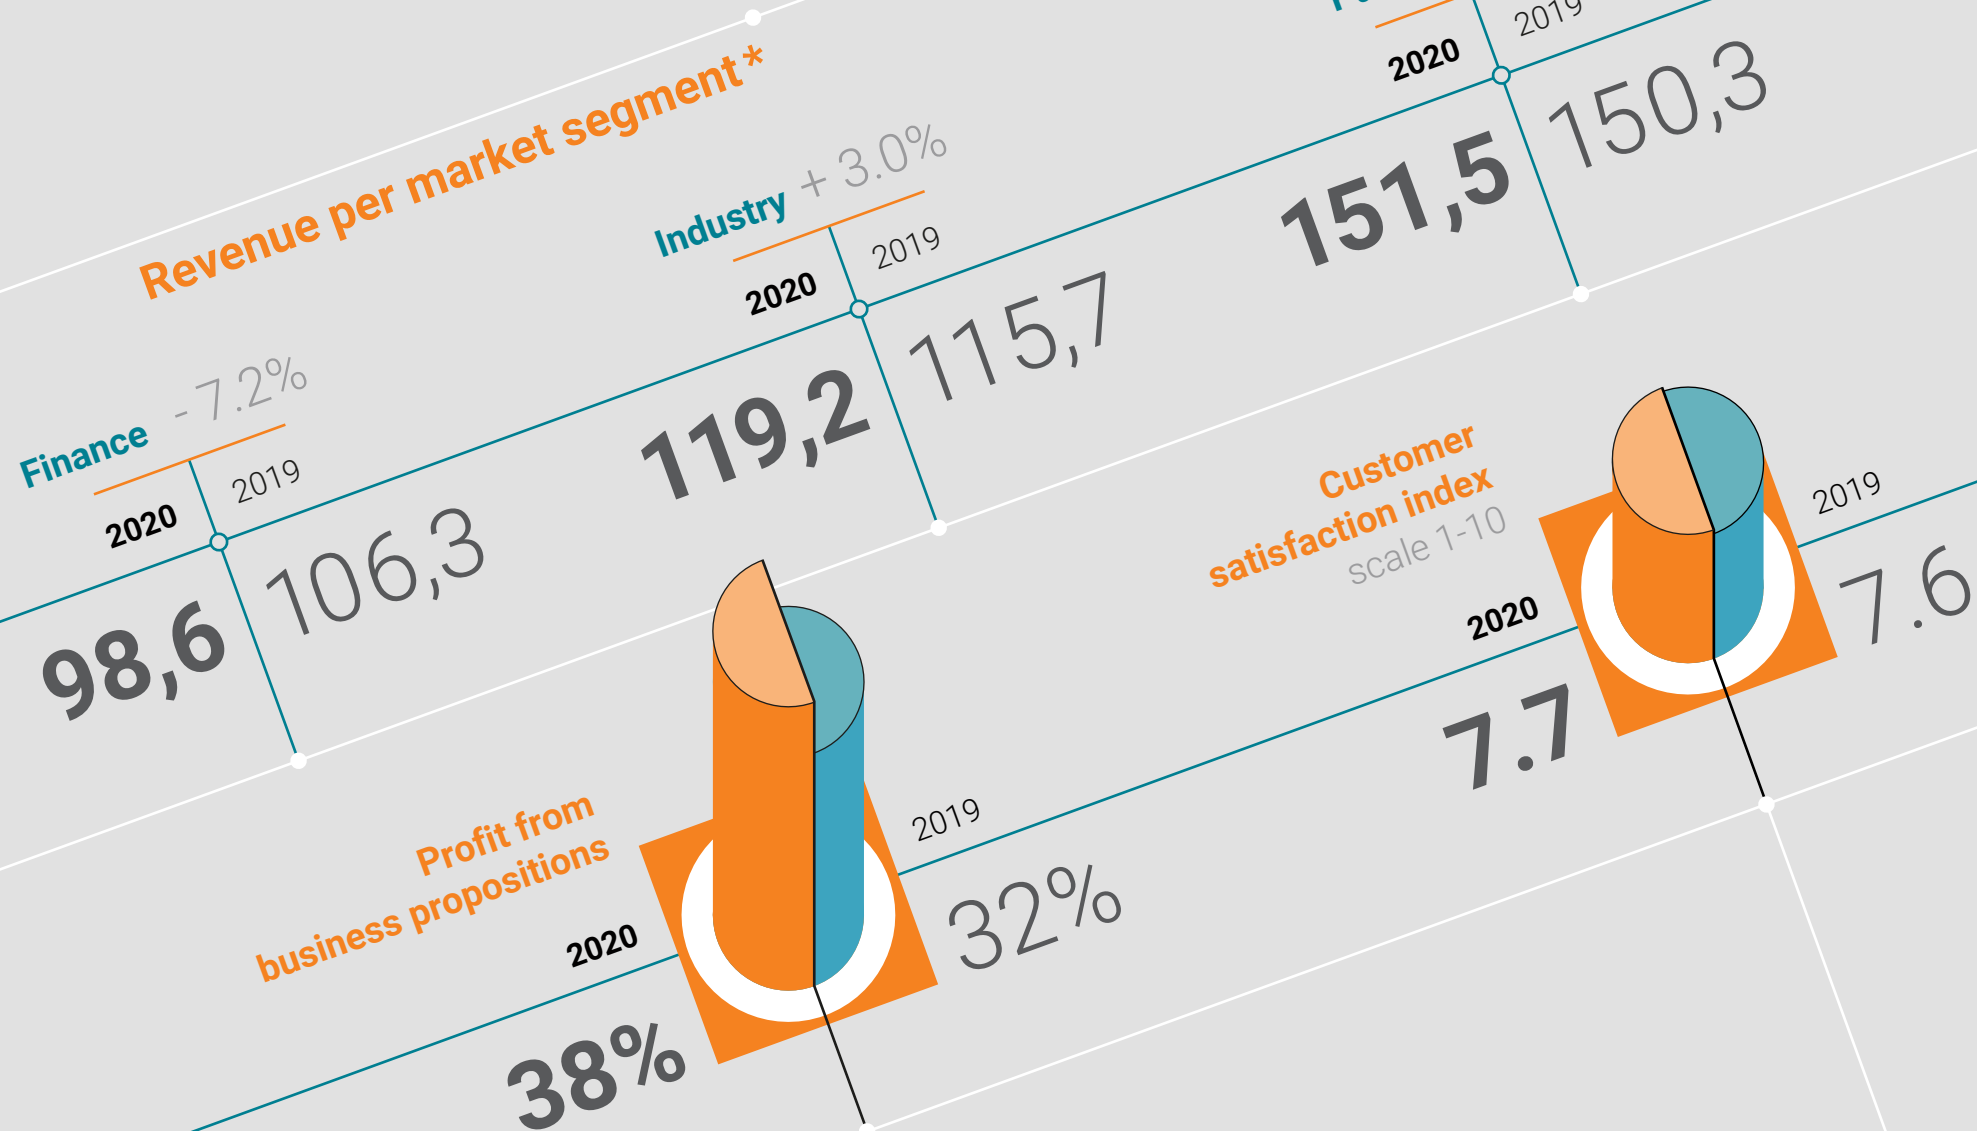 Revenue per market segment*
Finance - 7.2%
2020 2019
98,6 106,3
Industry + 3.0%
2020 2019
119,2 115,7
2020 2019
151,5 150,3
Profit from
business propositions
2020 2019
38% 32%
Customer
satisfaction index
scale 1-10
2020 2019
7.7 7.6